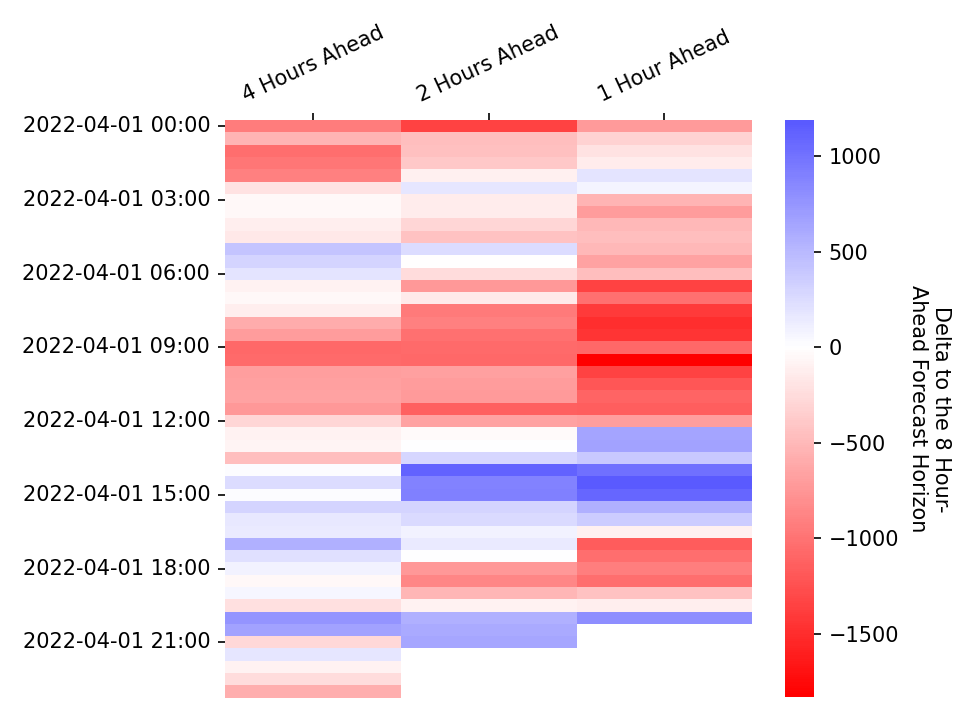 4 Hours Ahead
2 Hours Ahead
1 Hour Ahead
2022-04-01 00:00
2022-04-01 03:00
2022-04-01 06:00
2022-04-01 09:00
2022-04-01 12:00
2022-04-01 15:00
2022-04-01 18:00
2022-04-01 21:00
1000
500
0
−500
−1000
−1500
Delta to the 8 Hour-
Ahead Forecast Horizon